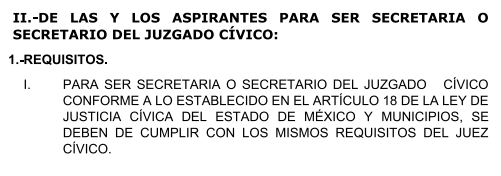 II.-DE LAS Y LOS ASPIRANTES PARA SER SECRETARIA O
SECRETARIO DEL JUZGADO CÍVICO:
1.-REQUISITOS.
I. PARA SER SECRETARIA O SECRETARIO DEL JUZGADO CÍVICO
CONFORME A LO ESTABLECIDO EN EL ARTÍCULO 18 DE LA LEY DE
JUSTICIA CÍVICA DEL ESTADO DE MÉXICO Y MUNICIPIOS, SE
DEBEN DE CUMPLIR CON LOS MISMOS REQUISITOS DEL JUEZ
CÍVICO.